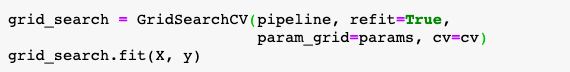 grid_search = GridSearchCV(pipeline, refit=True,
                           param_grid=params, cv=cv)
grid_search.fit(X, y)